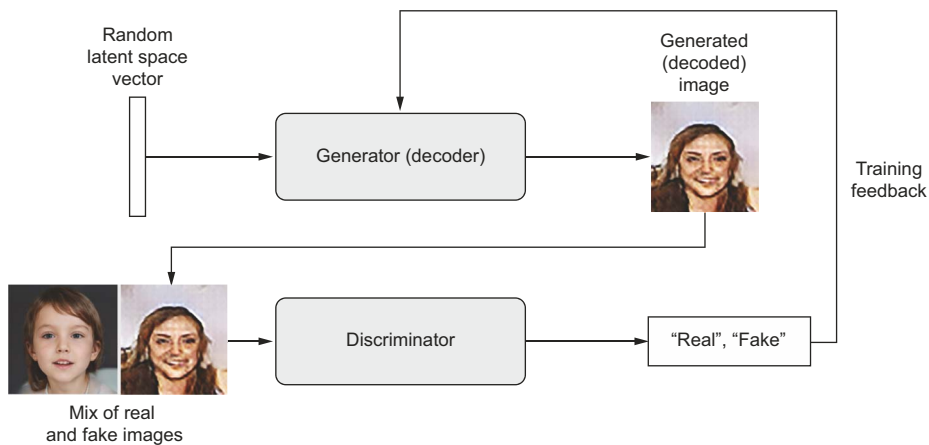 Random
latent space
vector
Generator (decoder)
Generated
(decoded)
image
Training
feedback
Mix of real
and fake images
Discriminator
“Real”, “Fake”